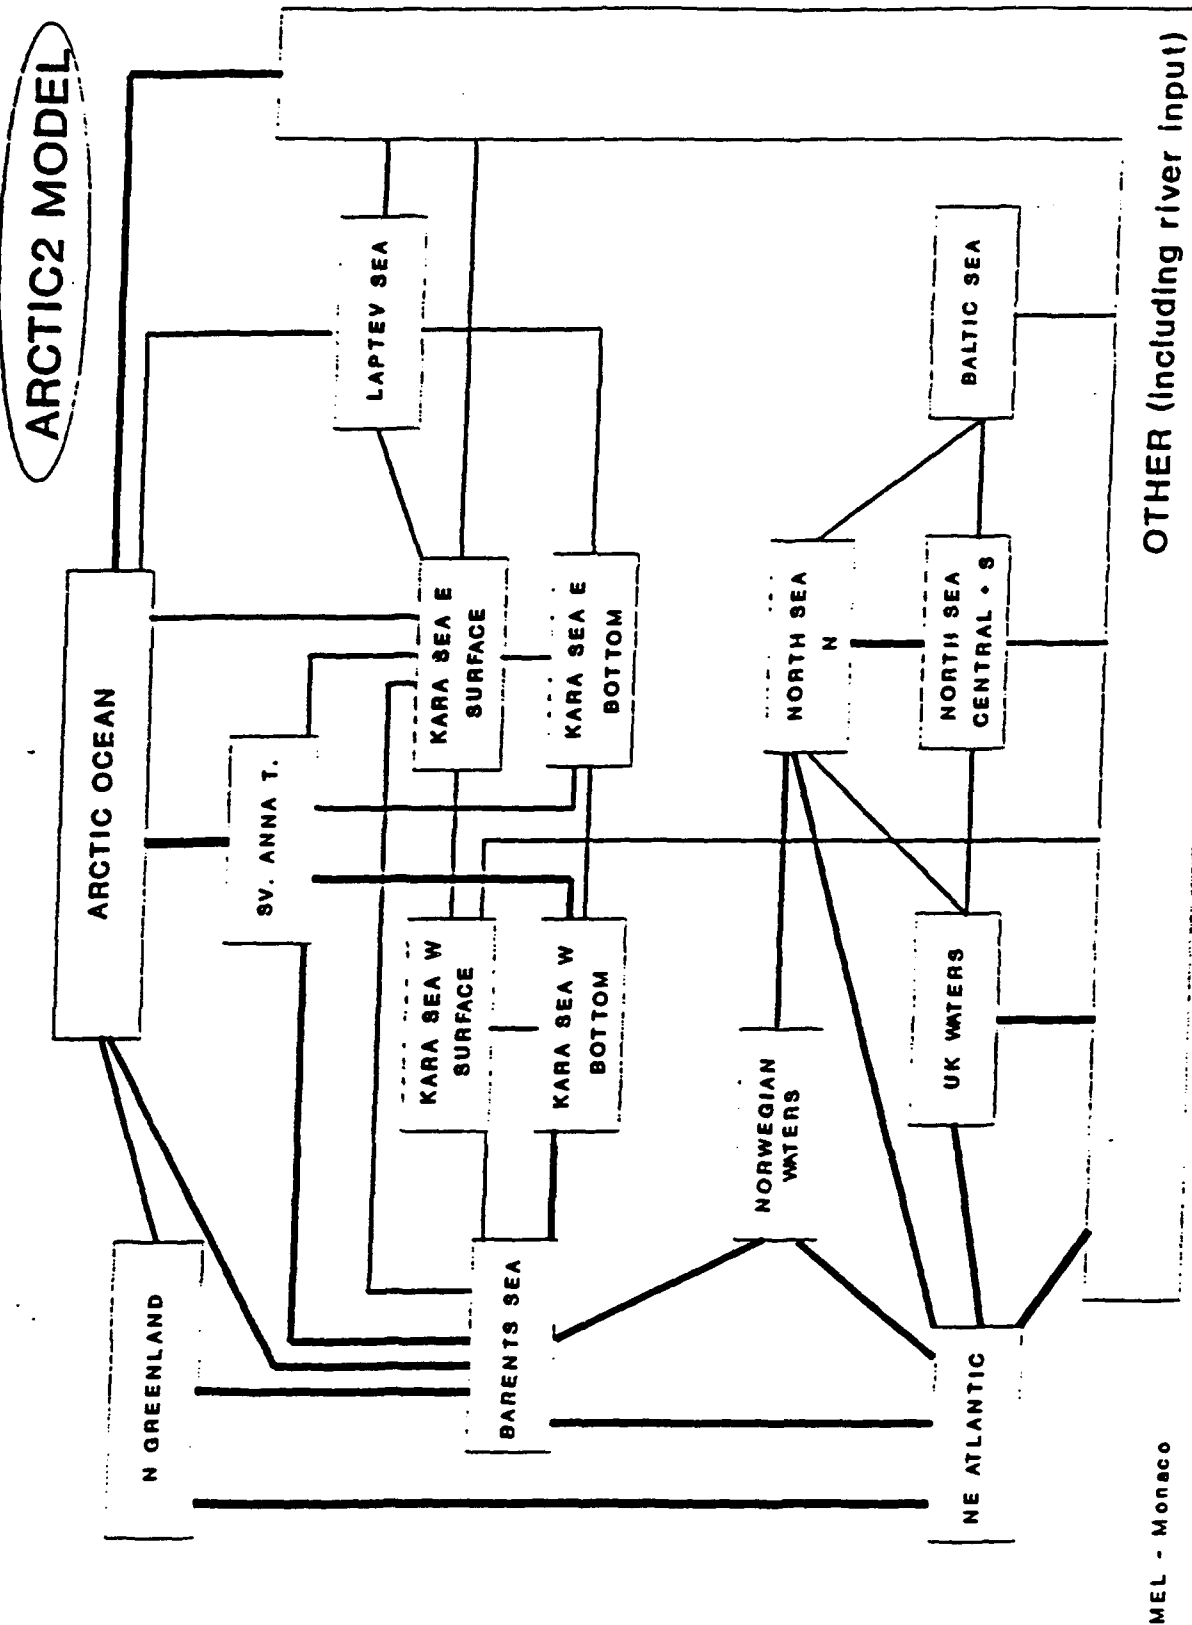 ARCTIC2 MODEL
ARCTIC OCEAN
N GREENLAND
SV. ANNA T.
LAPTEV SEA
KARA SEA W
SURFACE
KARA SEA E
SURFACE
BARENTS SEA
KARA SEA W
BOTTOM
KARA SEA E
BOTTOM
NORWEGIAN
WATERS
NORTH SEA
N
NE ATLANTIC
UK WATERS
NORTH SEA
CENTRAL + S
BALTIC SEA
OTHER (Including river input)
MEL - Monaco